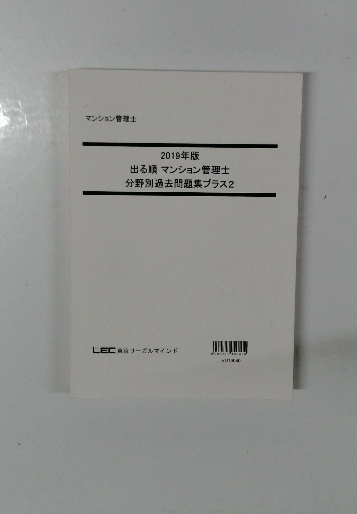 マンション管理士
2019年版
出る順 マンション管理士
分野別過去問題集プラス2
LEC東京リーガルマインド